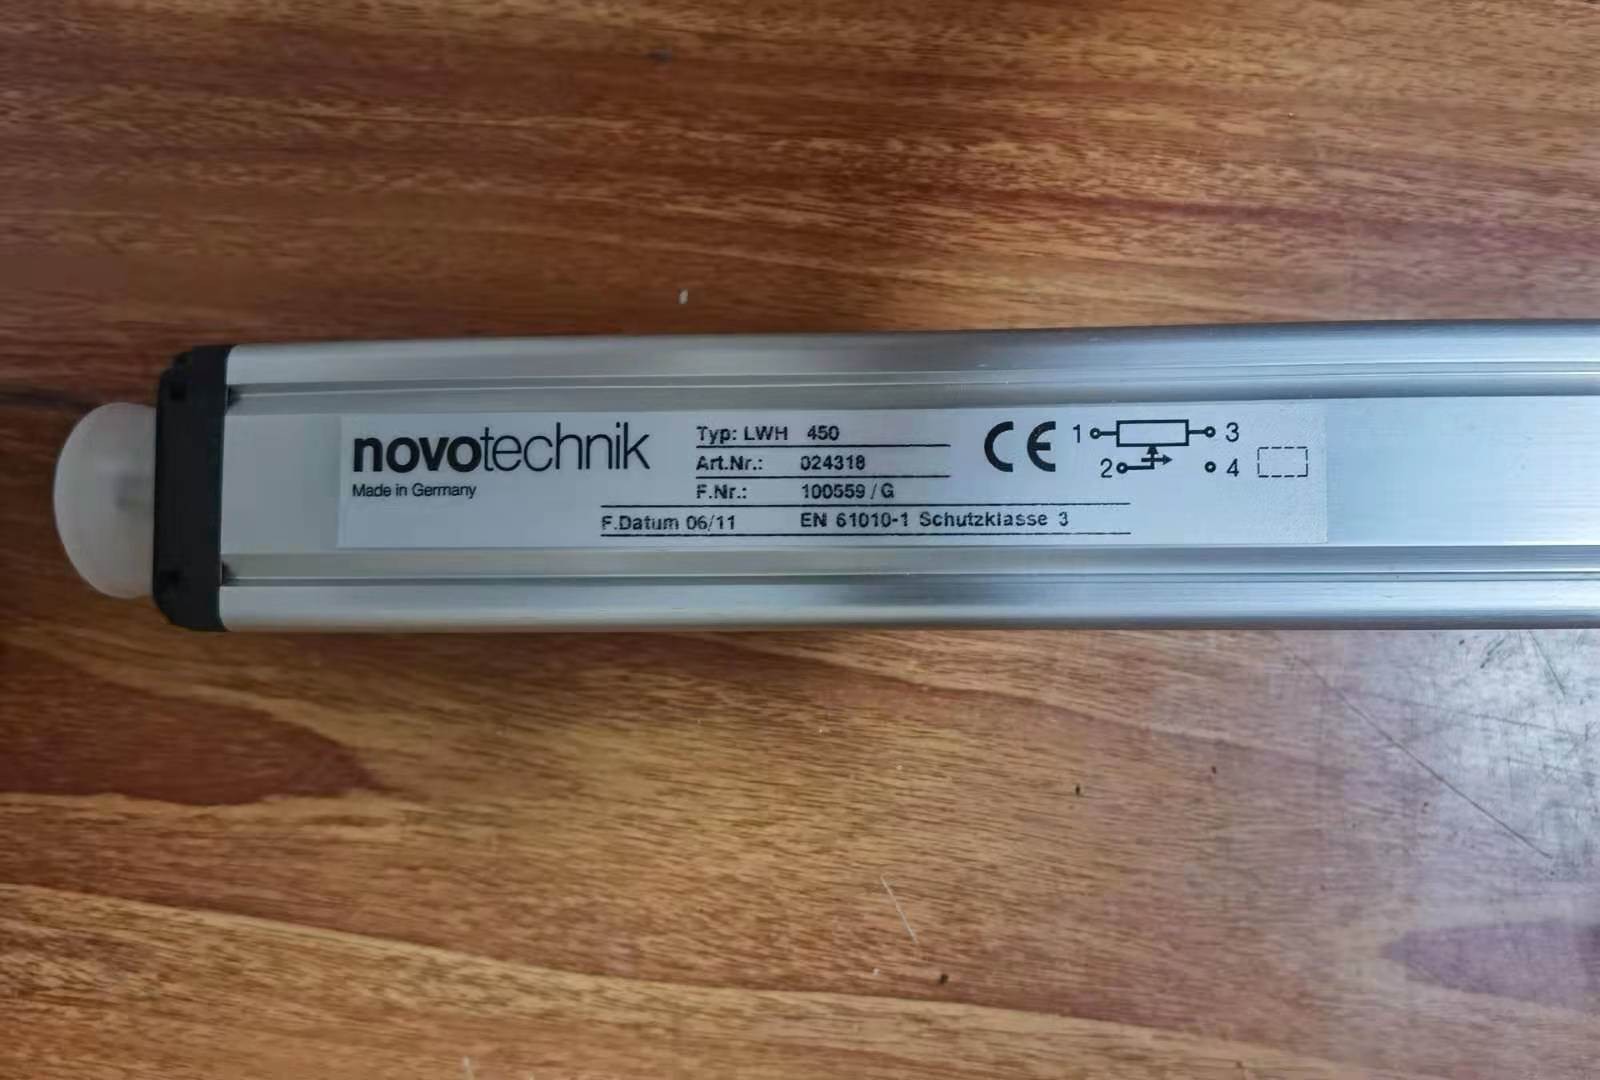 novotechnik
Made in Germany
Typ: LWH 450
Art.Nr.: 024318
F.Nr.: 100559 / G
F.Datum 06/11 EN 61010-1 Schutzklasse 3
CE
1 3
2 4